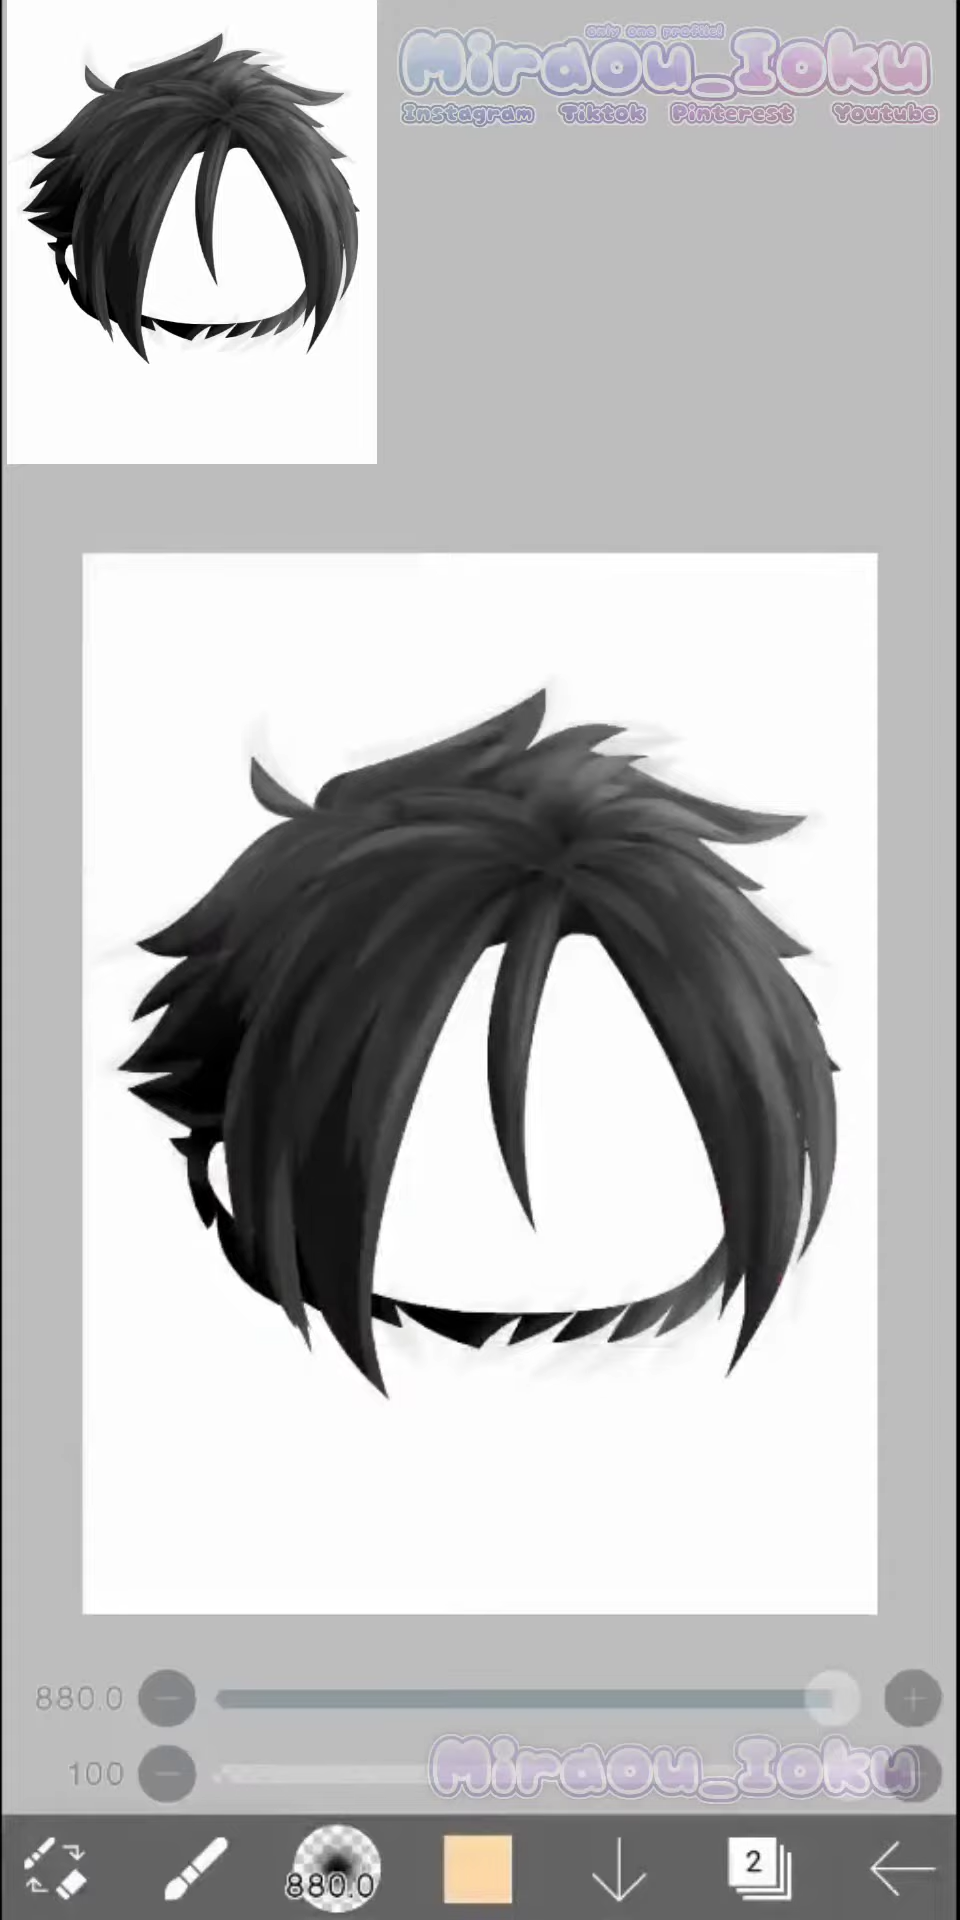 only one profile!
Miraou_Ioku
Instagram Tiktok Pinterest Youtube
880.0
100
Miraou_Ioku
880.0
2